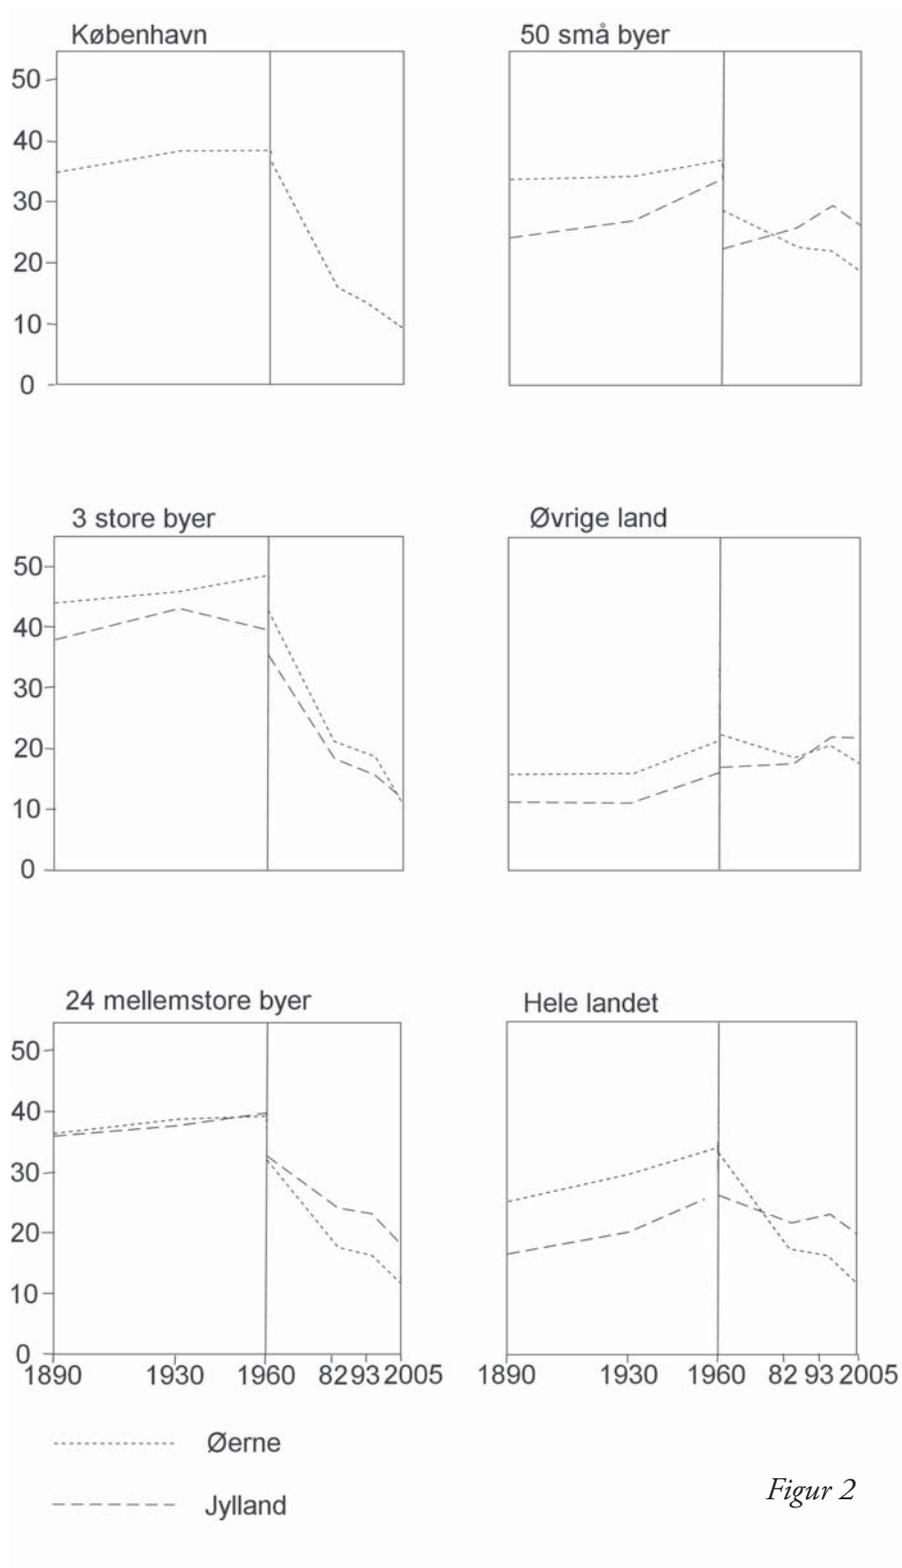 København
50 små byer
50
40
30
20
10
0
3 store byer
Øvrige land
50
40
30
20
10
0
24 mellemstore byer
Hele landet
50
40
30
20
10
0
1890 1930 1960 82 93 2005
1890 1930 1960 82 93 2005
Øerne
Jylland
Figur 2